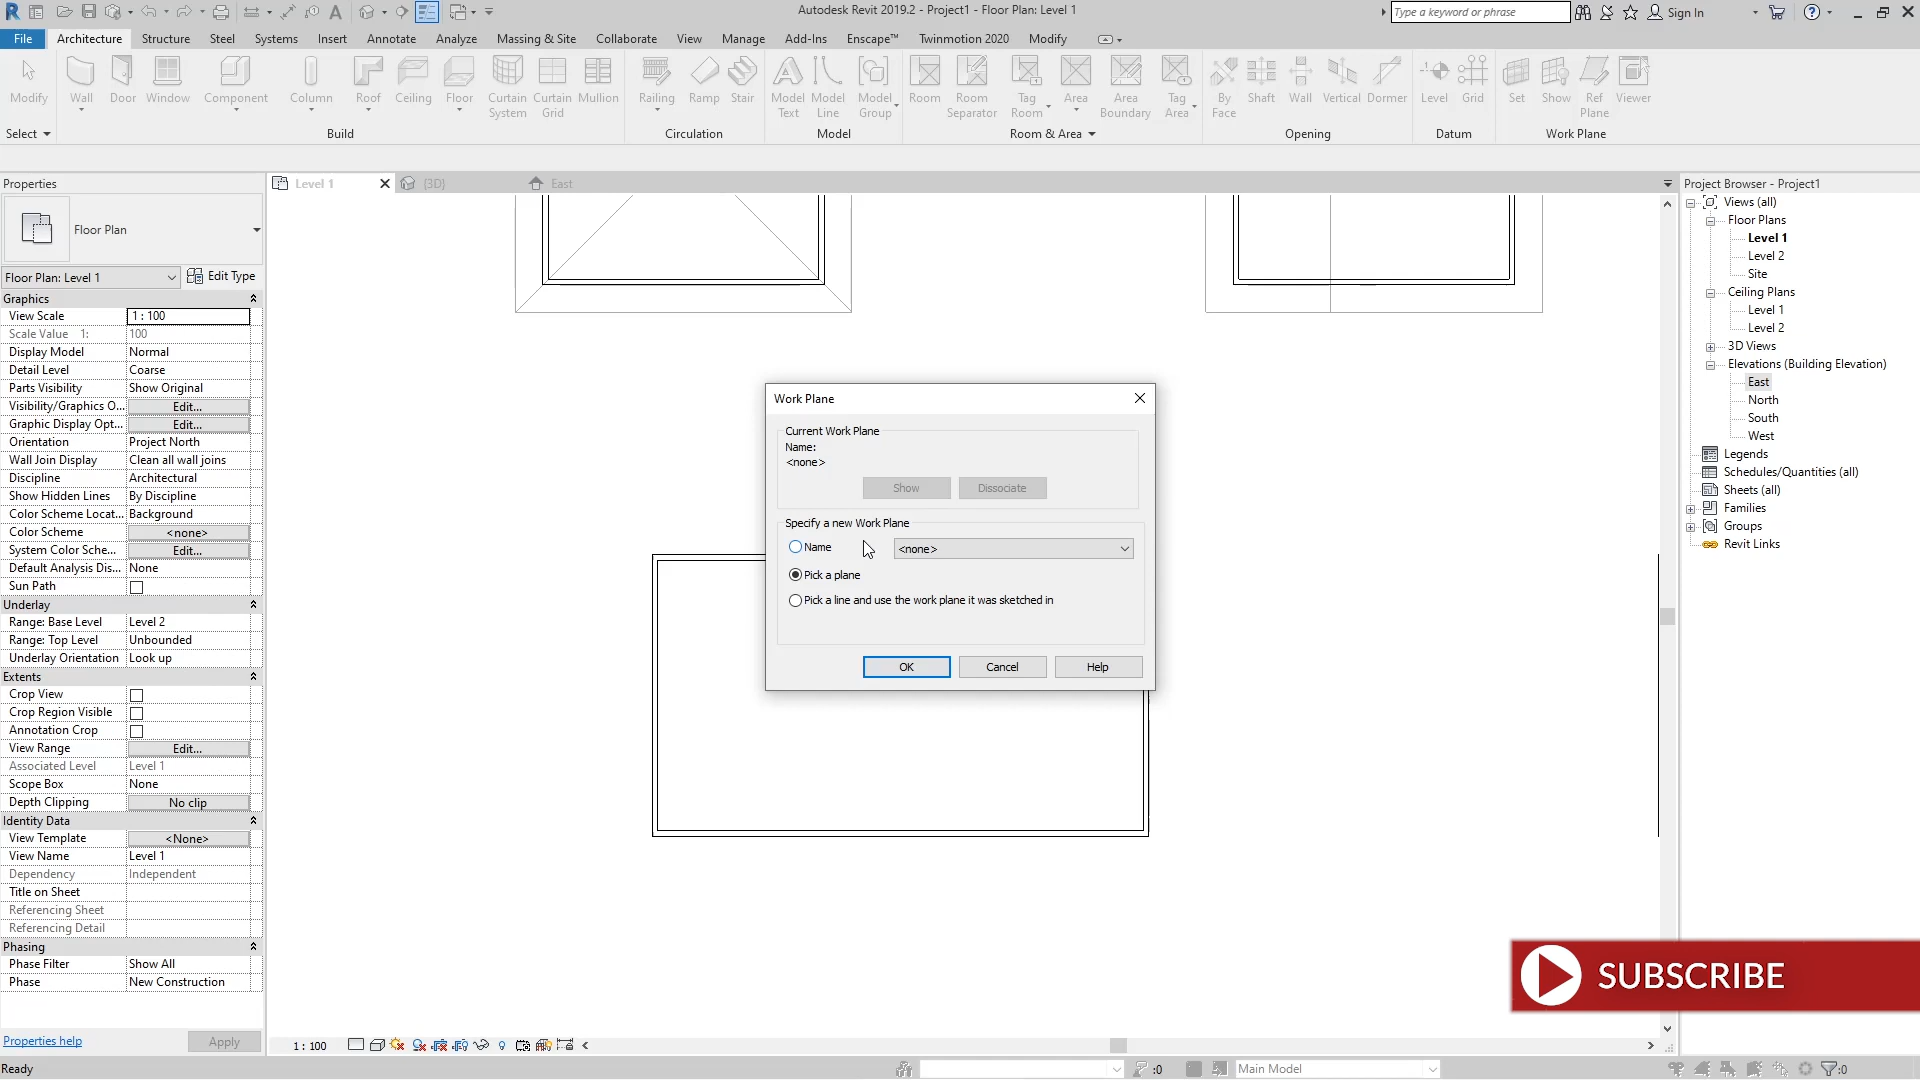 Autodesk Revit 2019.2 - Project1 - Floor Plan: Level 1
Type a keyword or phrase
Sign In
File Architecture Structure Steel Systems Insert Annotate Analyze Massing & Site Collaborate View Manage Add-Ins Enscape™ Twinmotion 2020 Modify
Modify
Wall
Door
Window
Component
Column
Roof
Ceiling
Floor
Curtain System
Curtain Grid
Mullion
Railing
Ramp
Stair
Model Text
Model Line
Model Group
Room
Room Separator
Tag Room
Area
Area Boundary
Tag Area
By Face
Shaft
Wall
Vertical
Dormer
Level
Grid
Set
Show
Ref Plane
Viewer
Select
Build
Circulation
Model
Room & Area
Opening
Datum
Work Plane
Properties
Level 1
{3D}
East
Floor Plan
Floor Plan: Level 1
Edit Type
Graphics
View Scale 1 : 100
Scale Value 1: 100
Display Model Normal
Detail Level Coarse
Parts Visibility Show Original
Visibility/Graphics O... Edit...
Graphic Display Opt... Edit...
Orientation Project North
Wall Join Display Clean all wall joins
Discipline Architectural
Show Hidden Lines By Discipline
Color Scheme Locat... Background
Color Scheme <none>
System Color Sche... Edit...
Default Analysis Dis... None
Sun Path
Underlay
Range: Base Level Level 2
Range: Top Level Unbounded
Underlay Orientation Look up
Extents
Crop View
Crop Region Visible
Annotation Crop
View Range Edit...
Associated Level Level 1
Scope Box None
Depth Clipping No clip
Identity Data
View Template <None>
View Name Level 1
Dependency Independent
Title on Sheet
Referencing Sheet
Referencing Detail
Phasing
Phase Filter Show All
Phase New Construction
Properties help
Apply
Work Plane
Current Work Plane
Name:
<none>
Show
Dissociate
Specify a new Work Plane
Name
<none>
Pick a plane
Pick a line and use the work plane it was sketched in
OK
Cancel
Help
Project Browser - Project1
Views (all)
Floor Plans
Level 1
Level 2
Site
Ceiling Plans
Level 1
Level 2
3D Views
Elevations (Building Elevation)
East
North
South
West
Legends
Schedules/Quantities (all)
Sheets (all)
Families
Groups
Revit Links
SUBSCRIBE
1 : 100
Ready
:0
Main Model
:0